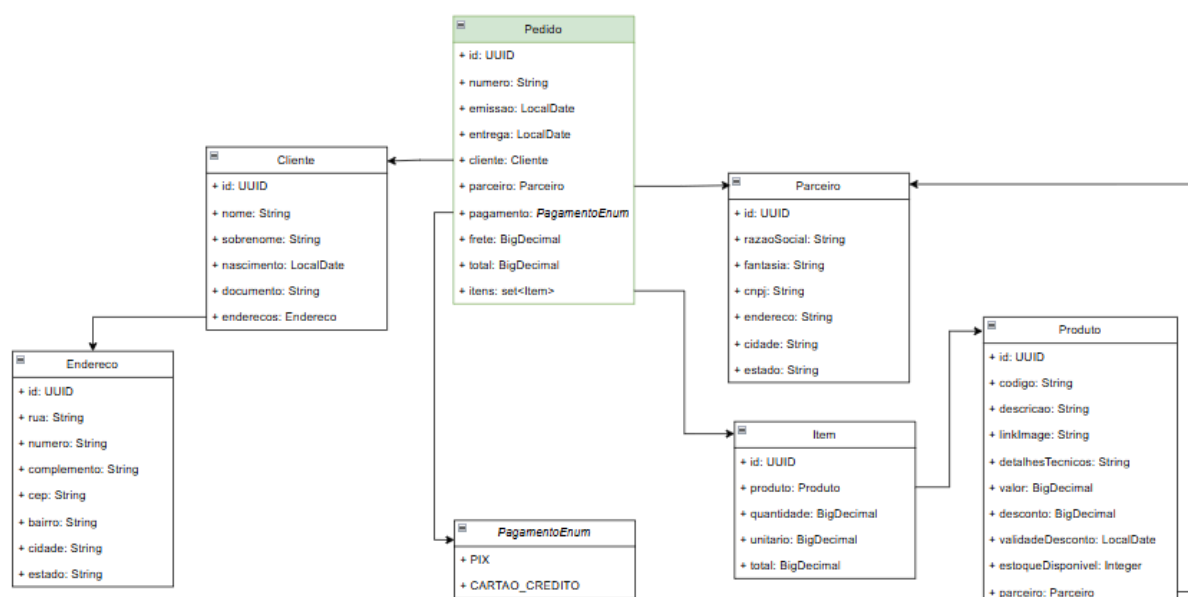 Pedido
+ id: UUID
+ numero: String
+ emissao: LocalDate
+ entrega: LocalDate
+ cliente: Cliente
+ parceiro: Parceiro
+ pagamento: PagamentoEnum
+ frete: BigDecimal
+ total: BigDecimal
+ itens: set<Item>
Cliente
+ id: UUID
+ nome: String
+ sobrenome: String
+ nascimento: LocalDate
+ documento: String
+ enderecos: Endereco
Parceiro
+ id: UUID
+ razaoSocial: String
+ fantasia: String
+ cnpj: String
+ endereco: String
+ cidade: String
+ estado: String
Endereco
+ id: UUID
+ rua: String
+ numero: String
+ complemento: String
+ cep: String
+ bairro: String
+ cidade: String
+ estado: String
PagamentoEnum
+ PIX
+ CARTAO_CREDITO
Item
+ id: UUID
+ produto: Produto
+ quantidade: BigDecimal
+ unitario: BigDecimal
+ total: BigDecimal
Produto
+ id: UUID
+ codigo: String
+ descricao: String
+ linkImage: String
+ detalhesTecnicos: String
+ valor: BigDecimal
+ desconto: BigDecimal
+ validadeDesconto: LocalDate
+ estoqueDisponivel: Integer
+ parceiro: Parceiro